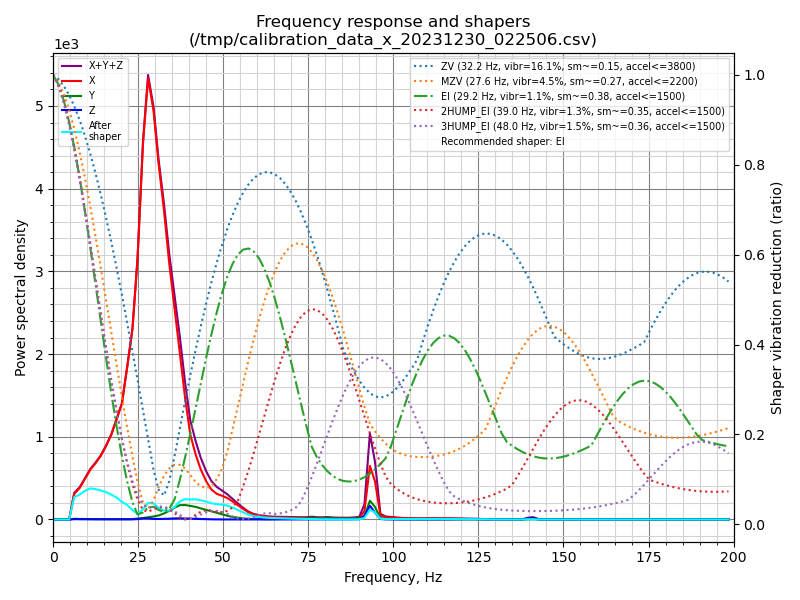 Frequency response and shapers
(/tmp/calibration_data_x_20231230_022506.csv)
1e3
X+Y+Z
X
Y
Z
After
shaper
ZV (32.2 Hz, vibr=16.1%, sm~=0.15, accel<=3800)
MZV (27.6 Hz, vibr=4.5%, sm~=0.27, accel<=2200)
EI (29.2 Hz, vibr=1.1%, sm~=0.38, accel<=1500)
2HUMP_EI (39.0 Hz, vibr=1.3%, sm~=0.35, accel<=1500)
3HUMP_EI (48.0 Hz, vibr=1.5%, sm~=0.36, accel<=1500)
Recommended shaper: EI
5
4
3
2
1
0
Power spectral density
1.0
0.8
0.6
0.4
0.2
0.0
Shaper vibration reduction (ratio)
0 25 50 75 100 125 150 175 200
Frequency, Hz